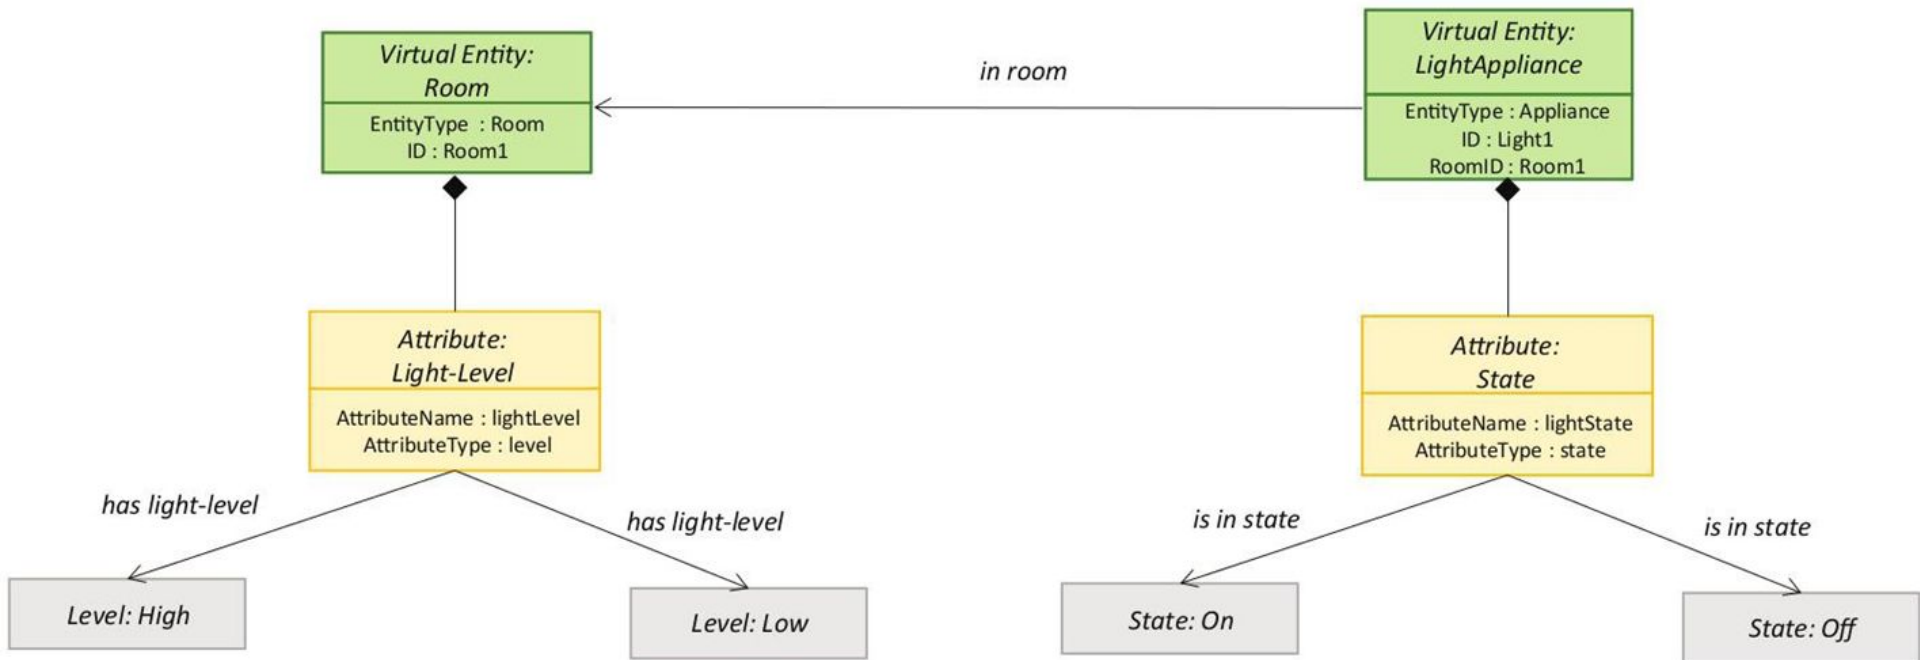 Virtual Entity:
Room
EntityType : Room
ID : Room1
in room
Virtual Entity:
LightAppliance
EntityType : Appliance
ID : Light1
RoomID : Room1
Attribute:
Light-Level
AttributeName : lightLevel
AttributeType : level
Attribute:
State
AttributeName : lightState
AttributeType : state
has light-level
has light-level
is in state
is in state
Level: High
Level: Low
State: On
State: Off